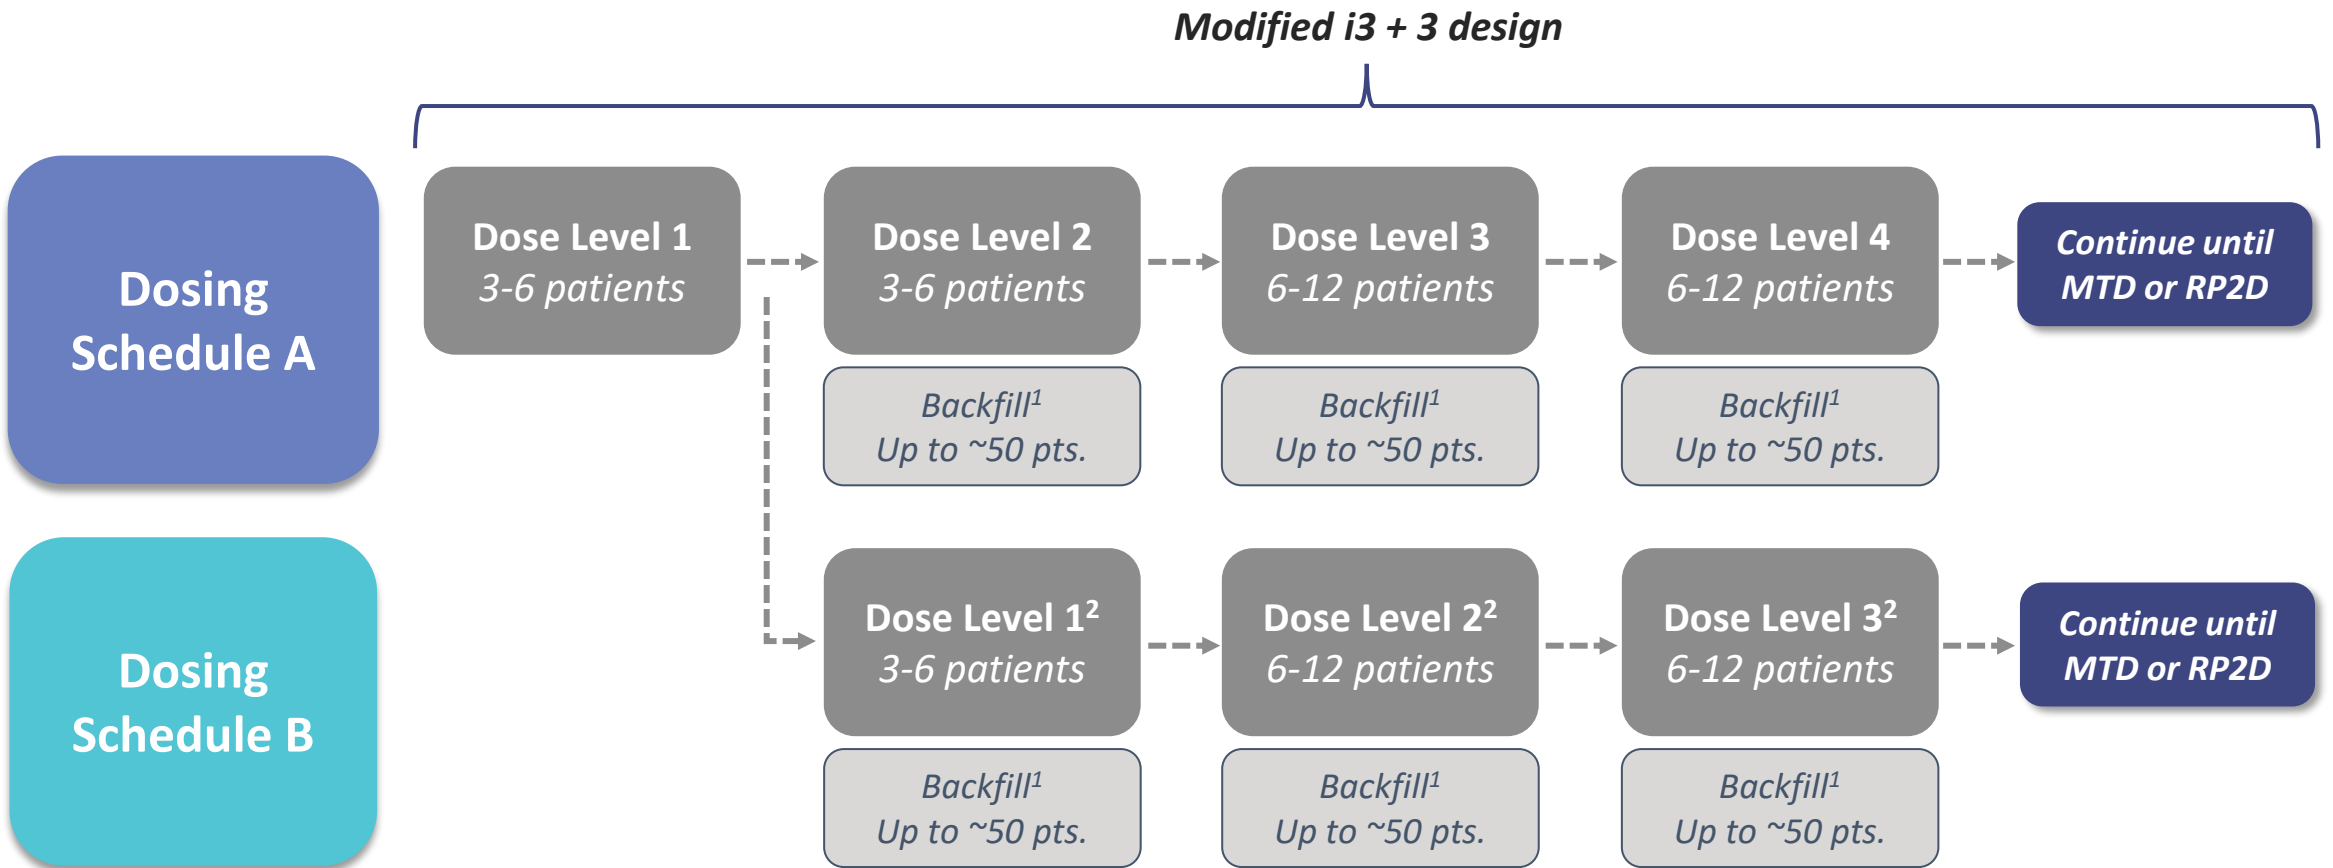 Modified i3 + 3 design
Dosing
Schedule A
Dose Level 1
3-6 patients
Dose Level 2
3-6 patients
Dose Level 3
6-12 patients
Dose Level 4
6-12 patients
Continue until
MTD or RP2D
Backfill¹
Up to ~50 pts.
Backfill¹
Up to ~50 pts.
Backfill¹
Up to ~50 pts.
Dosing
Schedule B
Dose Level 1²
3-6 patients
Dose Level 2²
6-12 patients
Dose Level 3²
6-12 patients
Continue until
MTD or RP2D
Backfill¹
Up to ~50 pts.
Backfill¹
Up to ~50 pts.
Backfill¹
Up to ~50 pts.